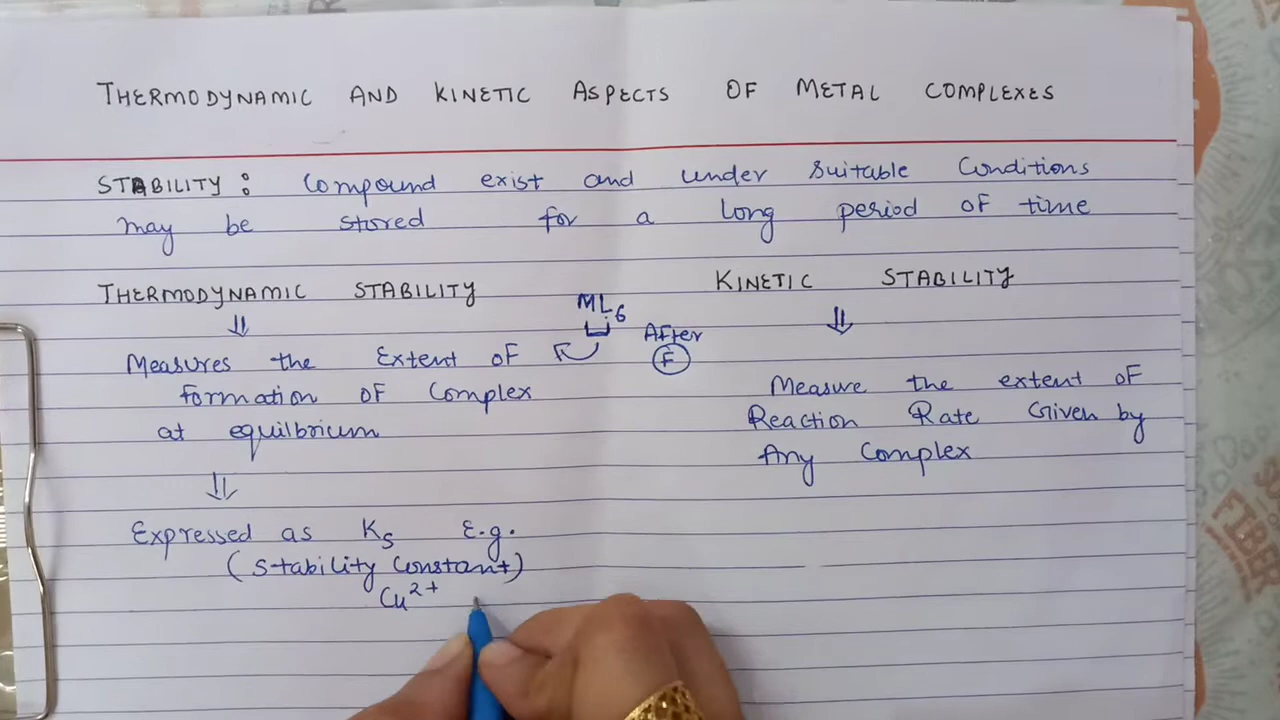 THERMODYNAMIC AND KINETIC ASPECTS OF METAL COMPLEXES
STABILITY : Compound exist and under suitable Conditions
may be stored for a long period of time
THERMODYNAMIC STABILITY
⇓
Measures the Extent of
formation of Complex
at equilbrium
⇓
Expressed as Ks E.g.
(Stability Constant)
Cu2+
ML6
After
F
KINETIC STABILITY
⇓
Measure the extent of
Reaction Rate Given by
Any Complex
FIBER